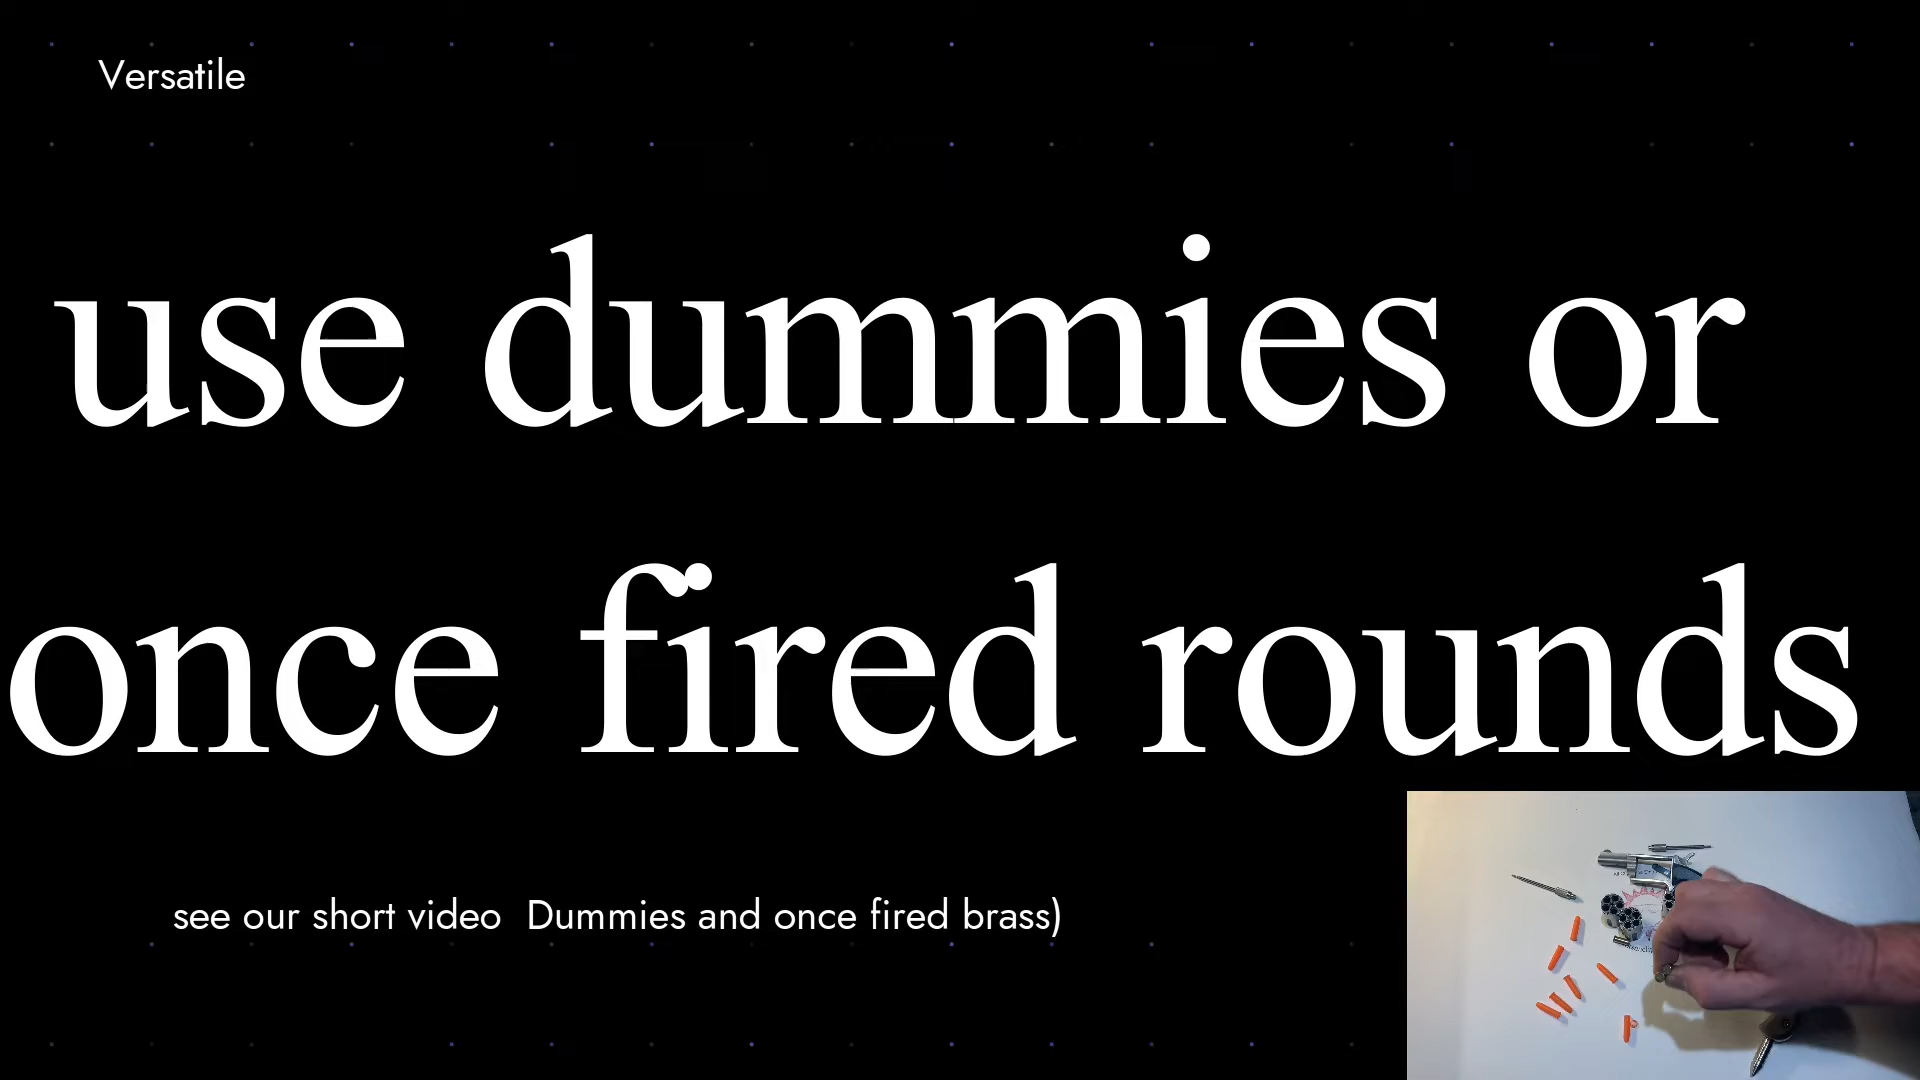 Versatile
use dummies or
once fired rounds
see our short video  Dummies and once fired brass)